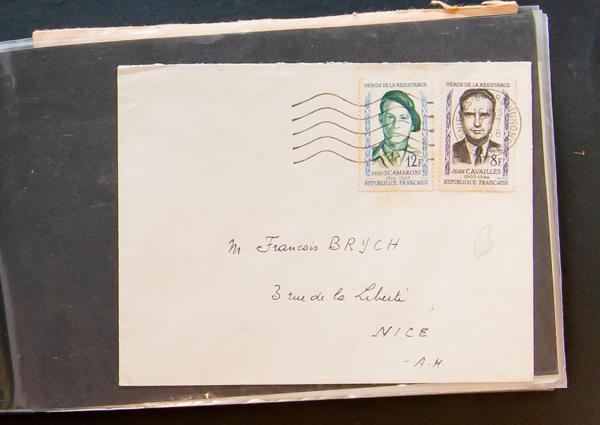 HÉROS DE LA RÉSISTANCE
12F
FRED SCAMARONI
1914-1943
RÉPUBLIQUE FRANÇAISE
HÉROS DE LA RÉSISTANCE
8F
JEAN CAVAILLÈS
1903-1944
RÉPUBLIQUE FRANÇAISE
M. Francois BRYCH
3 rue de la Liberté
NICE
- A.M.
B